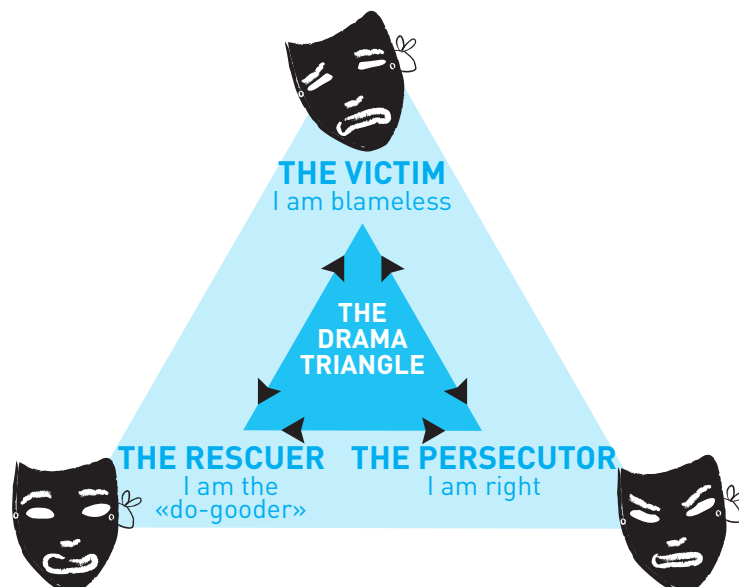 THE VICTIM
I am blameless
THE
DRAMA
TRIANGLE
THE RESCUER
I am the
«do-gooder»
THE PERSECUTOR
I am right